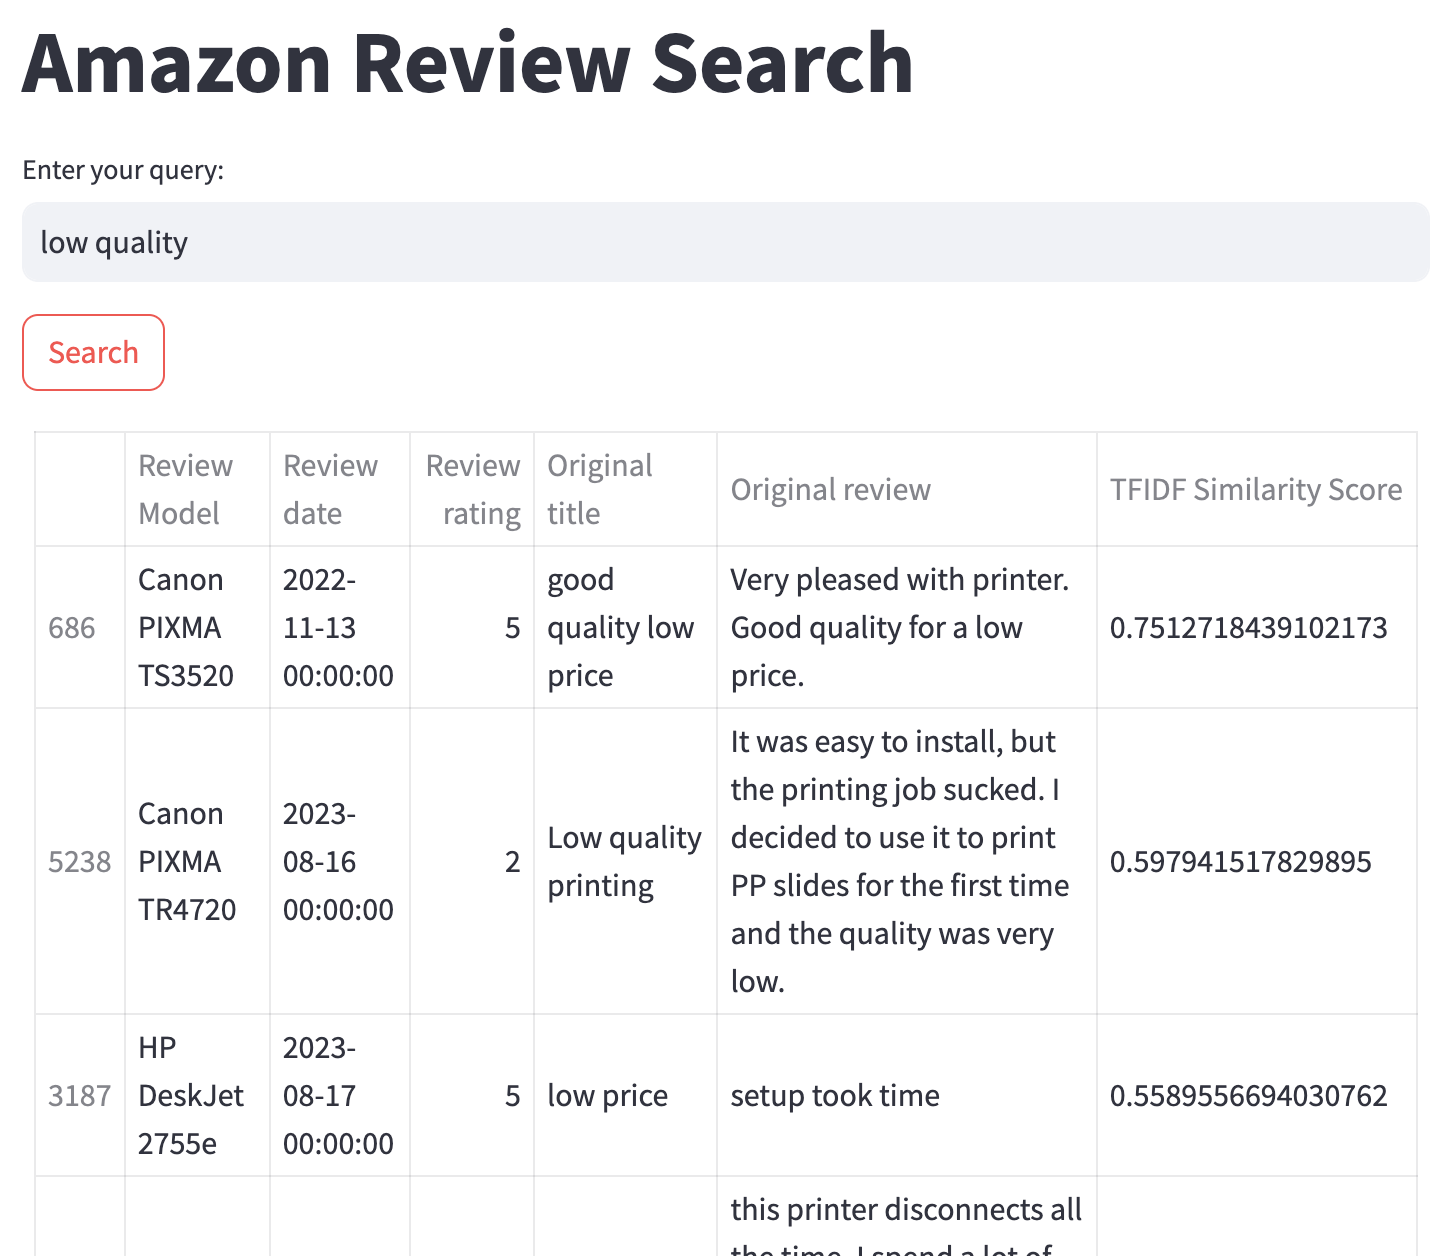 Amazon Review Search
Enter your query:
low quality
Search
Review Model
Review date
Review rating
Original title
Original review
TFIDF Similarity Score
686
Canon PIXMA TS3520
2022-11-13 00:00:00
5
good quality low price
Very pleased with printer.
Good quality for a low
price.
0.7512718439102173
5238
Canon PIXMA TR4720
2023-08-16 00:00:00
2
Low quality printing
It was easy to install, but
the printing job sucked. I
decided to use it to print
PP slides for the first time
and the quality was very
low.
0.597941517829895
3187
HP DeskJet 2755e
2023-08-17 00:00:00
5
low price
setup took time
0.5589556694030762
this printer disconnects all
the time. I spend a lot of